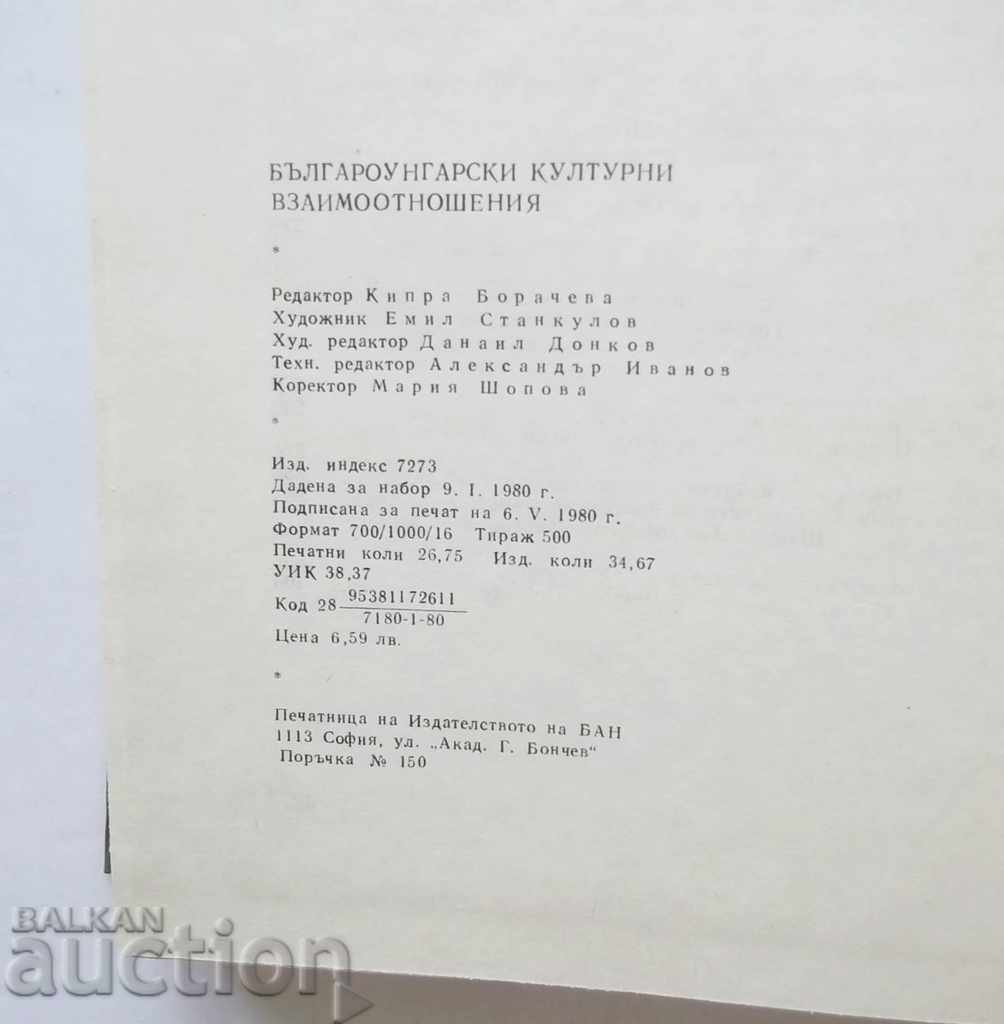 БЪЛГАРОУНГАРСКИ КУЛТУРНИ
ВЗАИМООТНОШЕНИЯ
*
Редактор Кипра Борачева
Художник Емил Станкулов
Худ. редактор Данаил Донков
Техн. редактор Александър Иванов
Коректор Мария Шопова
*
Изд. индекс 7273
Дадена за набор 9. I. 1980 г.
Подписана за печат на 6. V. 1980 г.
Формат 700/1000/16 Тираж 500
Печатни коли 26,75 Изд. коли 34,67
УИК 38,37
Код 28 95381172611
7180-1-80
Цена 6,59 лв.
*
Печатница на Издателството на БАН
1113 София, ул. „Акад. Г. Бончев“
Поръчка № 150
BALKAN
auction